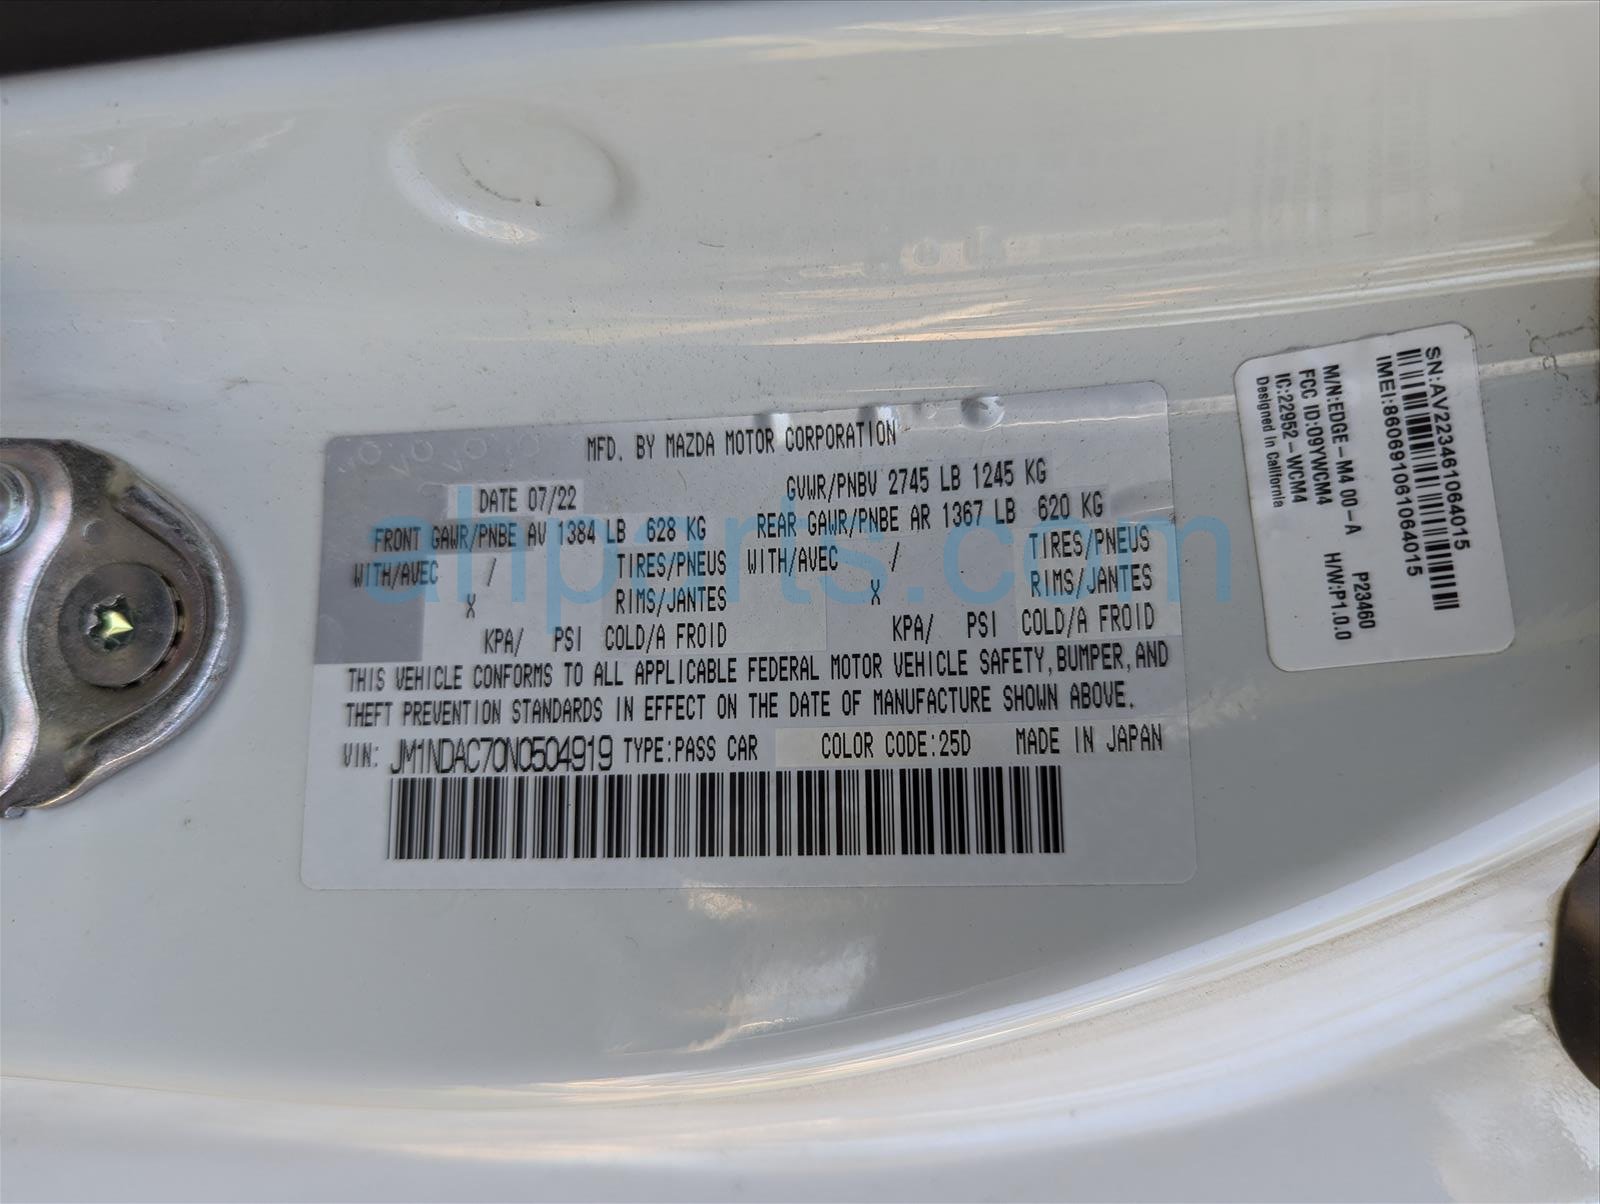 MFD. BY MAZDA MOTOR CORPORATION
DATE 07/22 GVWR/PNBV 2745 LB 1245 KG
FRONT GAWR/PNBE AV 1384 LB 628 KG REAR GAWR/PNBE AR 1367 LB 620 KG
WITH/AVEC / TIRES/PNEUS WITH/AVEC / TIRES/PNEUS
X RIMS/JANTES X RIMS/JANTES
KPA/ PSI COLD/A FROID KPA/ PSI COLD/A FROID
THIS VEHICLE CONFORMS TO ALL APPLICABLE FEDERAL MOTOR VEHICLE SAFETY, BUMPER, AND
THEFT PREVENTION STANDARDS IN EFFECT ON THE DATE OF MANUFACTURE SHOWN ABOVE.
VIN: JM1NDAC70N0504919 TYPE:PASS CAR COLOR CODE:25D MADE IN JAPAN
ahparts.com
SN:AV223461064015
IMEI:860691061064015
M/N:EDGE-M4 00-A P23460
FCC ID:09YWCM4 H/W:P1.0.0
IC:22952-WCM4
Designed in California